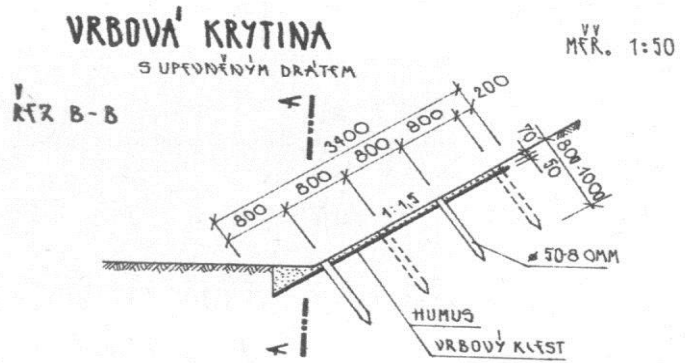 VRBOVÁ KRYTINA
S UPEVNĚNÝM DRÁTEM
MĚŘ. 1:50
ŘEZ B-B
A
200
800
3400
800
800
800
800
1:1,5
70
50
800-1000
ø 50-80MM
HUMUS
VRBOVÝ KLEST
A